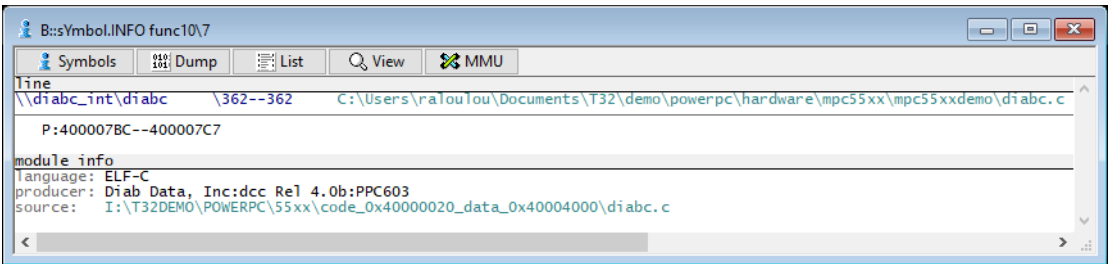 B::sYmbol.INFO func10\7
Symbols Dump List View MMU
line
\\diabc_int\diabc \362--362 C:\Users\raloulou\Documents\T32\demo\powerpc\hardware\mpc55xx\mpc55xxdemo\diabc.c
P:400007BC--400007C7
module info
language: ELF-C
producer: Diab Data, Inc:dcc Rel 4.0b:PPC603
source: I:\T32DEMO\POWERPC\55xx\code_0x40000020_data_0x40004000\diabc.c